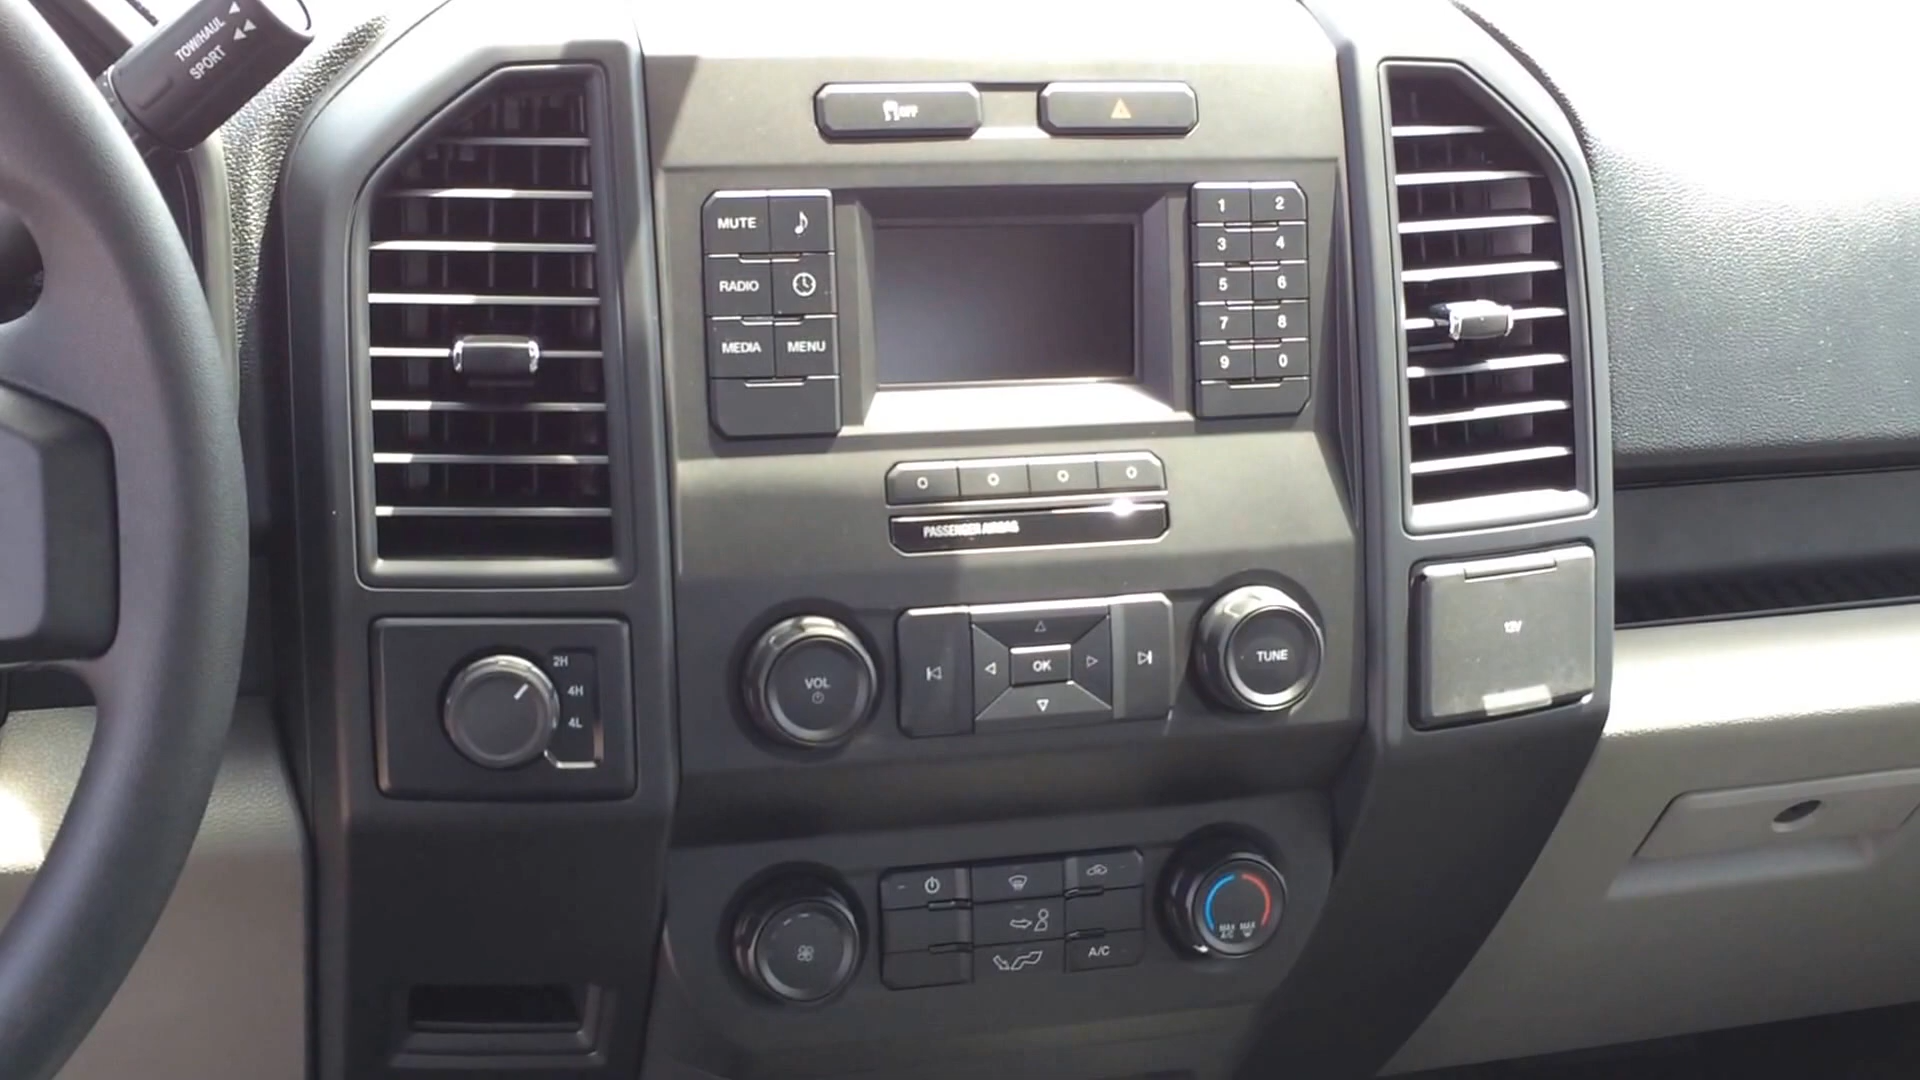 TOW/HAUL
SPORT
OFF
MUTE
RADIO
MEDIA MENU
1 2
3 4
5 6
7 8
9 0
PASSENGER AIRBAG
2H
4H
4L
VOL
OK
TUNE
12V
A/C
MAX MAX
A/C